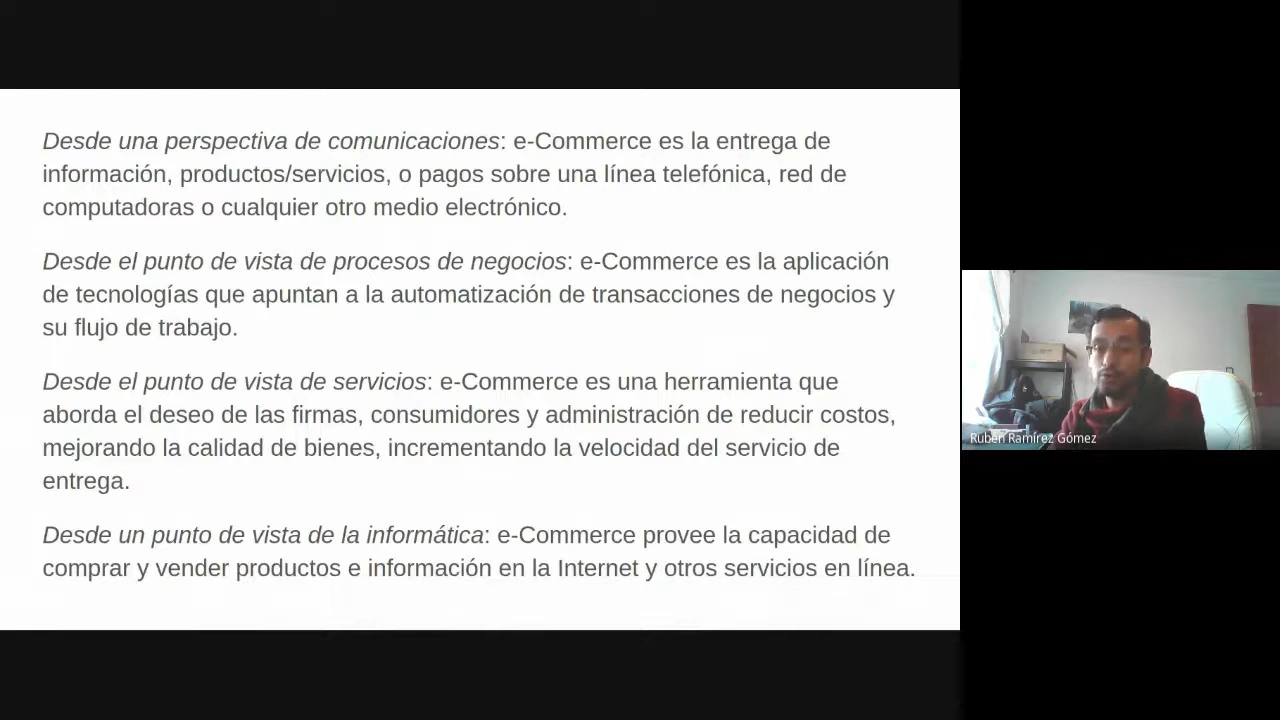 Desde una perspectiva de comunicaciones: e-Commerce es la entrega de
información, productos/servicios, o pagos sobre una línea telefónica, red de
computadoras o cualquier otro medio electrónico.
Desde el punto de vista de procesos de negocios: e-Commerce es la aplicación
de tecnologías que apuntan a la automatización de transacciones de negocios y
su flujo de trabajo.
Desde el punto de vista de servicios: e-Commerce es una herramienta que
aborda el deseo de las firmas, consumidores y administración de reducir costos,
mejorando la calidad de bienes, incrementando la velocidad del servicio de
entrega.
Desde un punto de vista de la informática: e-Commerce provee la capacidad de
comprar y vender productos e información en la Internet y otros servicios en línea.
Rubén Ramírez Gómez